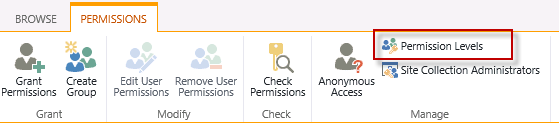 BROWSE PERMISSIONS
Grant Permissions
Create Group
Edit User Permissions
Remove User Permissions
Check Permissions
Anonymous Access
Permission Levels
Site Collection Administrators
Grant
Modify
Check
Manage